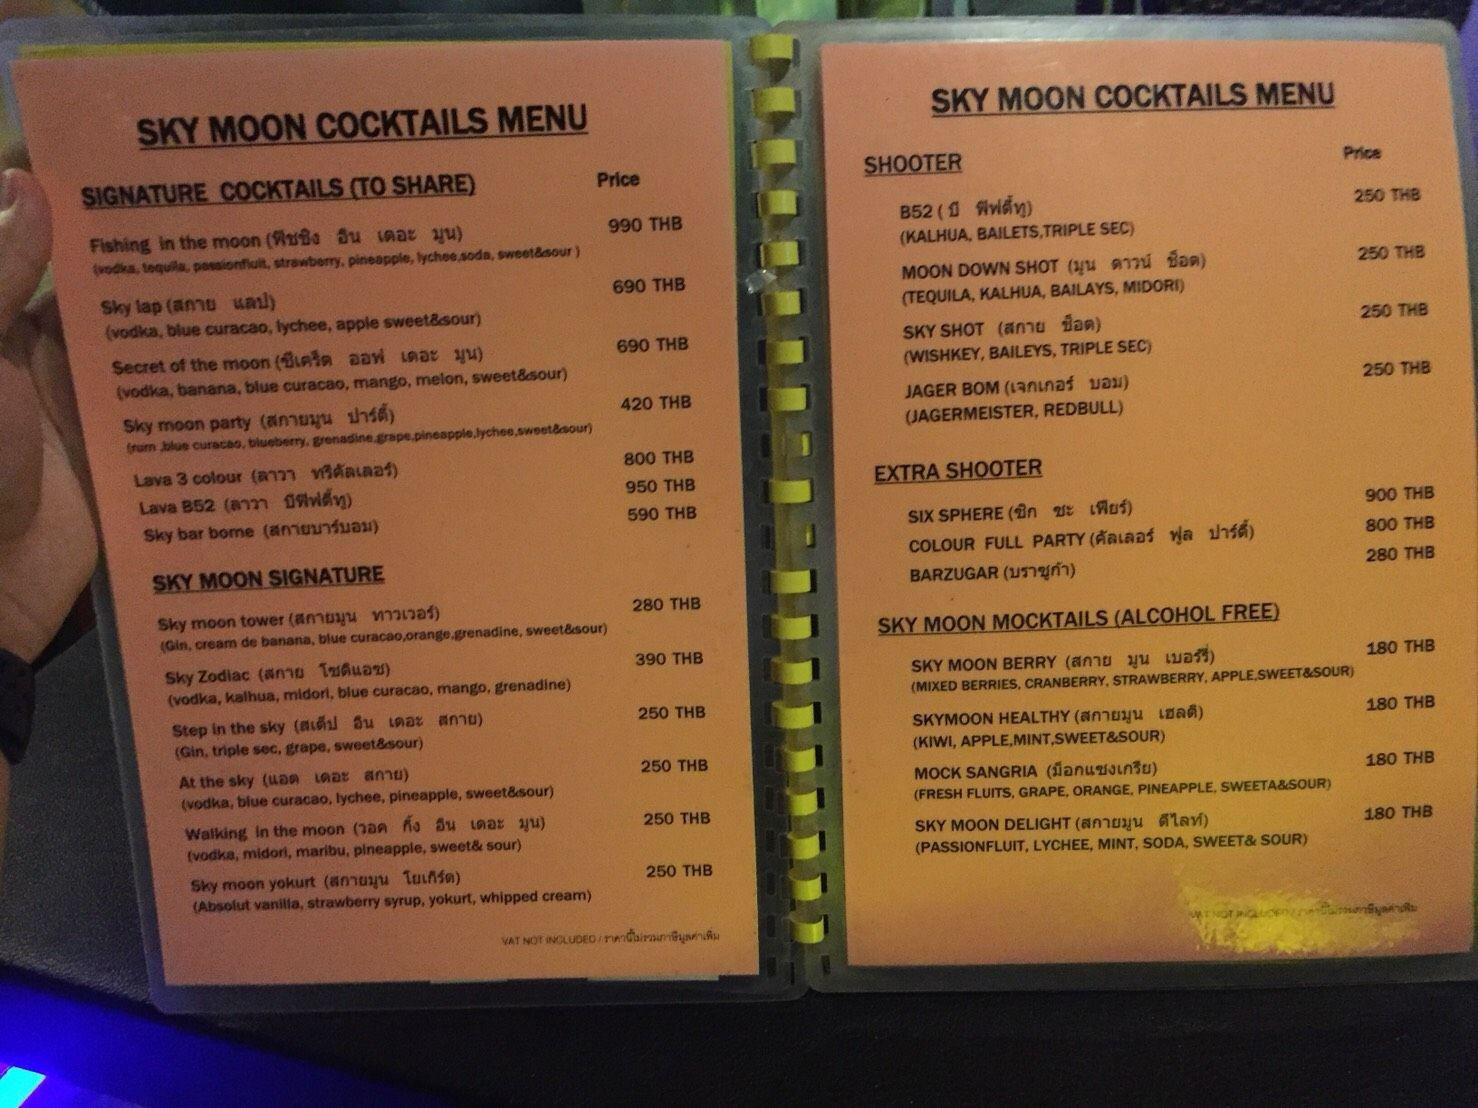 SKY MOON COCKTAILS MENU
SIGNATURE COCKTAILS (TO SHARE) Price
Fishing in the moon (ฟิชชิง อิน เดอะ มูน) 990 THB
(vodka, tequila, passionfluit, strawberry, pineapple, lychee,soda, sweet&sour )
Sky lap (สกาย แลป) 690 THB
(vodka, blue curacao, lychee, apple sweet&sour)
Secret of the moon (ซีเคร็ต ออฟ เดอะ มูน) 690 THB
(vodka, banana, blue curacao, mango, melon, sweet&sour)
Sky moon party (สกายมูน ปาร์ตี้) 420 THB
(rum ,blue curacao, blueberry, grenadine,grape,pineapple,lychee,sweet&sour)
Lava 3 colour (ลาวา ทรีคัลเลอร์) 800 THB
Lava B52 (ลาวา บีฟิฟตี้ทู) 950 THB
Sky bar bome (สกายบาร์บอม) 590 THB
SKY MOON SIGNATURE
Sky moon tower (สกายมูน ทาวเวอร์) 280 THB
(Gin, cream de banana, blue curacao,orange,grenadine, sweet&sour)
Sky Zodiac (สกาย โซดิแอซ) 390 THB
(vodka, kalhua, midori, blue curacao, mango, grenadine)
Step in the sky (สเต็ป อิน เดอะ สกาย) 250 THB
(Gin, triple sec, grape, sweet&sour)
At the sky (แอต เดอะ สกาย) 250 THB
(vodka, blue curacao, lychee, pineapple, sweet&sour)
Walking in the moon (วอค กิ้ง อิน เดอะ มูน) 250 THB
(vodka, midori, maribu, pineapple, sweet& sour)
Sky moon yokurt (สกายมูน โยเกิร์ต) 250 THB
(Absolut vanilla, strawberry syrup, yokurt, whipped cream)
VAT NOT INCLUDED / ราคานี้ไม่รวมภาษีมูลค่าเพิ่ม
SKY MOON COCKTAILS MENU
SHOOTER Price
B52 ( บี ฟิฟตี้ทู) 250 THB
(KALHUA, BAILETS,TRIPLE SEC)
MOON DOWN SHOT (มูน ดาวน์ ช็อต) 250 THB
(TEQUILA, KALHUA, BAILAYS, MIDORI)
SKY SHOT (สกาย ช็อต) 250 THB
(WISHKEY, BAILEYS, TRIPLE SEC)
JAGER BOM (เจกเกอร์ บอม) 250 THB
(JAGERMEISTER, REDBULL)
EXTRA SHOOTER
SIX SPHERE (ซิก ซะ เฟียร์) 900 THB
COLOUR FULL PARTY (คัลเลอร์ ฟูล ปาร์ตี้) 800 THB
BARZUGAR (บราซูก้า) 280 THB
SKY MOON MOCKTAILS (ALCOHOL FREE)
SKY MOON BERRY (สกาย มูน เบอร์รี่) 180 THB
(MIXED BERRIES, CRANBERRY, STRAWBERRY, APPLE,SWEET&SOUR)
SKYMOON HEALTHY (สกายมูน เฮลตี) 180 THB
(KIWI, APPLE,MINT,SWEET&SOUR)
MOCK SANGRIA (ม็อกแซงเกรีย) 180 THB
(FRESH FLUITS, GRAPE, ORANGE, PINEAPPLE, SWEETA&SOUR)
SKY MOON DELIGHT (สกายมูน ดีไลท์) 180 THB
(PASSIONFLUIT, LYCHEE, MINT, SODA, SWEET& SOUR)
VAT NOT INCLUDED / ราคานี้ไม่รวมภาษีมูลค่าเพิ่ม